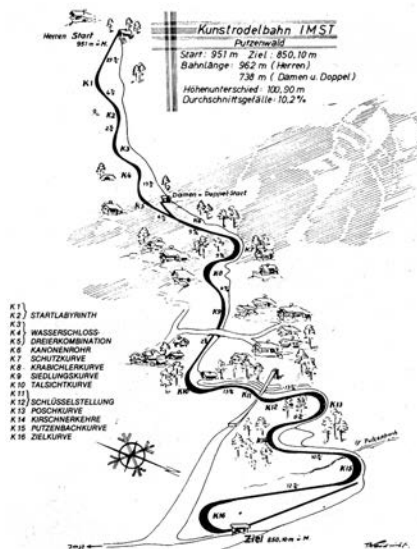 Kunstrodelbahn IMST
Putzenwald
Start: 951 m Ziel: 850,10 m
Bahnlänge: 962 m (Herren)
738 m (Damen u. Doppel)
Höhenunterschied: 100,90 m
Durchschnittsgefälle: 10,2 %
Herren Start
951 m ü. M.
K1
K2
K3
K4
K5
Damen + Doppel Start
K6
K7
K8
K9
K10
K11
K12
K13
K15
K16
K1
K2 STARTLABYRINTH
K3
K4 WASSERSCHLOSS-
K5 DREIERKOMBINATION
K6 KANONENROHR
K7 SCHUTZKURVE
K8 KRABICHLERKURVE
K9 SIEDLUNGSKURVE
K10 TALSICHTKURVE
K11
K12 SCHLÜSSELSTELLUNG
K13 POSCHKURVE
K14 KIRSCHNERKEHRE
K15 PUTZENBACHKURVE
K16 ZIELKURVE
Putzenbach
Ziel 850,10 m ü. M.
Imst